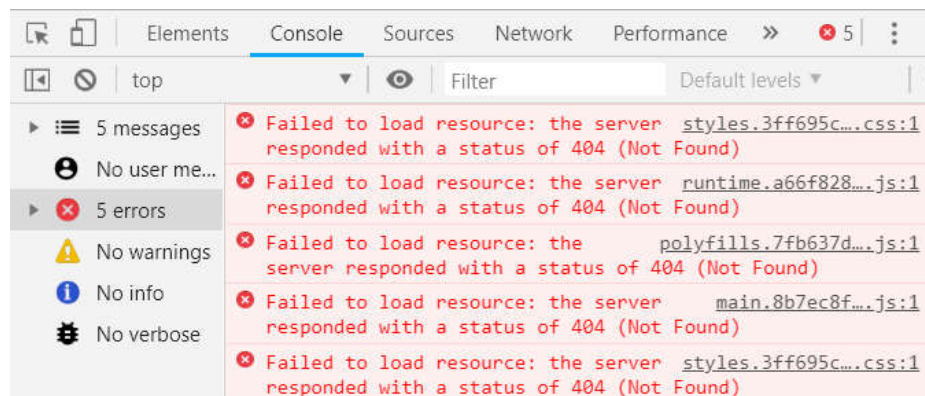 Elements Console Sources Network Performance » 5
top Filter Default levels
5 messages
No user me...
5 errors
No warnings
No info
No verbose
Failed to load resource: the server styles.3ff695c….css:1
responded with a status of 404 (Not Found)
Failed to load resource: the server runtime.a66f828….js:1
responded with a status of 404 (Not Found)
Failed to load resource: the polyfills.7fb637d….js:1
server responded with a status of 404 (Not Found)
Failed to load resource: the server main.8b7ec8f….js:1
responded with a status of 404 (Not Found)
Failed to load resource: the server styles.3ff695c….css:1
responded with a status of 404 (Not Found)